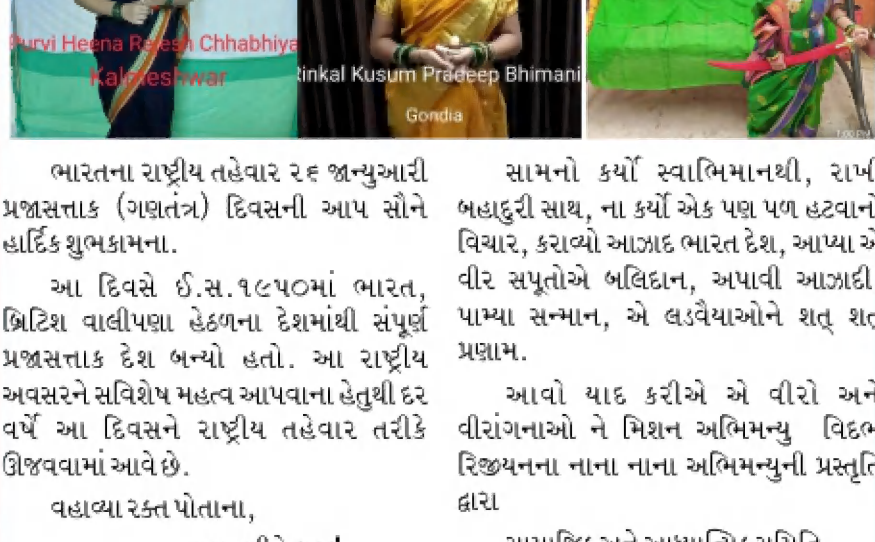 Purvi Heena Rajesh Chhabhiya
Kalmeshwar
Rinkal Kusum Pradeep Bhimani
Gondia
1:00 PM
ભારતના રાષ્ટ્રીય તહેવાર ૨૬ જાન્યુઆરી
પ્રજાસત્તાક (ગણતંત્ર) દિવસની આપ સૌને
હાર્દિક શુભકામના.
આ દિવસે ઈ.સ.૧૯૫૦માં ભારત,
બ્રિટિશ વાલીપણા હેઠળના દેશમાંથી સંપૂર્ણ
પ્રજાસત્તાક દેશ બન્યો હતો. આ રાષ્ટ્રીય
અવસરને સવિશેષ મહત્વ આપવાના હેતુથી દર
વર્ષે આ દિવસને રાષ્ટ્રીય તહેવાર તરીકે
ઊજવવામાં આવે છે.
વહાવ્યા રક્ત પોતાના,
સામનો કર્યો સ્વાભિમાનથી, રાખી
બહાદુરી સાથ, ના કર્યો એક પણ પળ હટવાનો
વિચાર, કરાવ્યો આઝાદ ભારત દેશ, આપ્યા એ
વીર સપૂતોએ બલિદાન, અપાવી આઝાદી
પામ્યા સન્માન, એ લડવૈયાઓને શત્ શત્
પ્રણામ.
આવો યાદ કરીએ એ વીરો અને
વીરાંગનાઓ ને મિશન અભિમન્યુ વિદર્ભ
રિજીયનના નાના નાના અભિમન્યુની પ્રસ્તૃતિ
દ્વારા